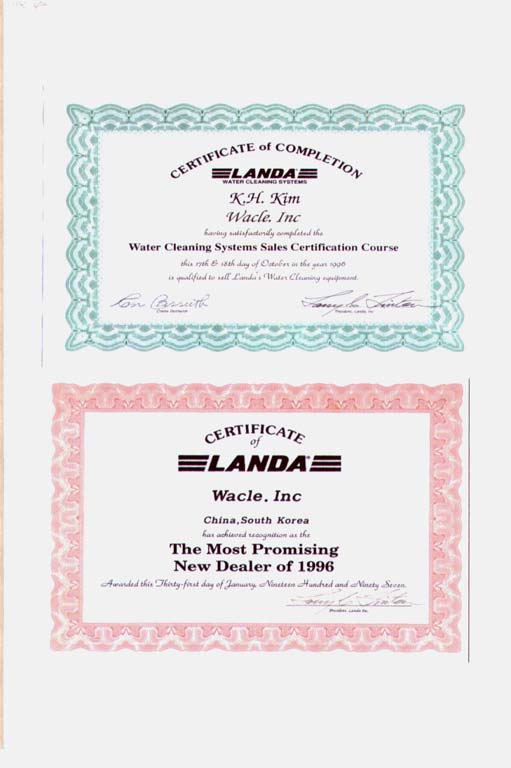 CERTIFICATE of COMPLETION
LANDA
WATER CLEANING SYSTEMS
K.H. Kim
Wacle, Inc
having satisfactorily completed the
Water Cleaning Systems Sales Certification Course
this 17th & 18th day of October in the year 1996
is qualified to sell Landa's Water Cleaning equipment.
President, Landa, Inc.
CERTIFICATE
of
LANDA
Wacle. Inc
China, South Korea
has achieved recognition as the
The Most Promising
New Dealer of 1996
Awarded this Thirty-first day of January, Nineteen Hundred and Ninety Seven.
President, Landa Inc.